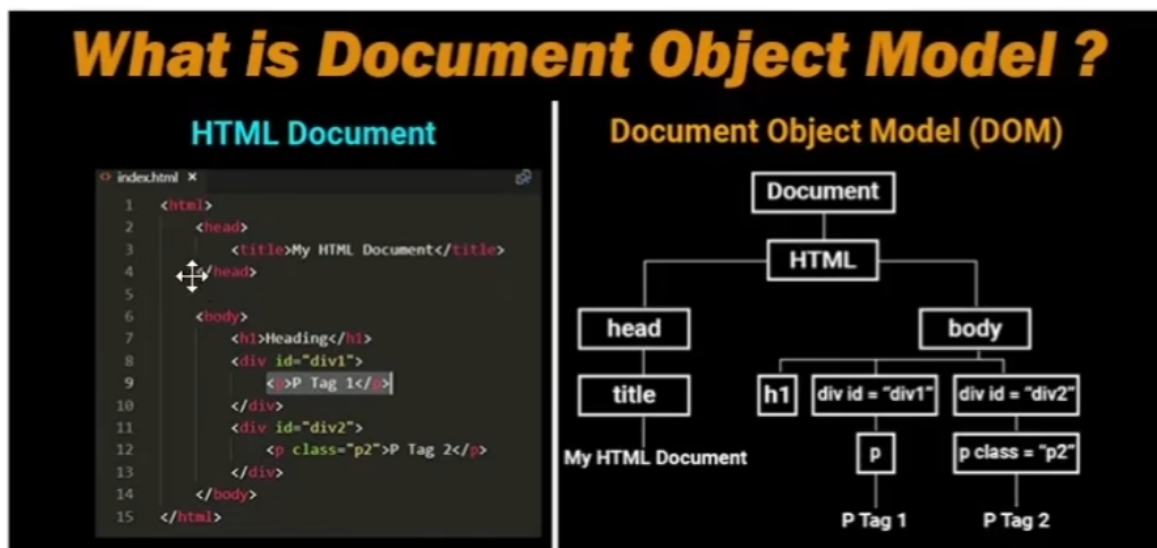 What is Document Object Model ?
HTML Document
index.html ×
1 <html>
2 <head>
3 <title>My HTML Document</title>
4 </head>
5
6 <body>
7 <h1>Heading</h1>
8 <div id="div1">
9 <p>P Tag 1</p>
10 </div>
11 <div id="div2">
12 <p class="p2">P Tag 2</p>
13 </div>
14 </body>
15 </html>
Document Object Model (DOM)
Document
HTML
head
body
title
h1
div id = "div1"
div id = "div2"
My HTML Document
p
p class = "p2"
P Tag 1
P Tag 2